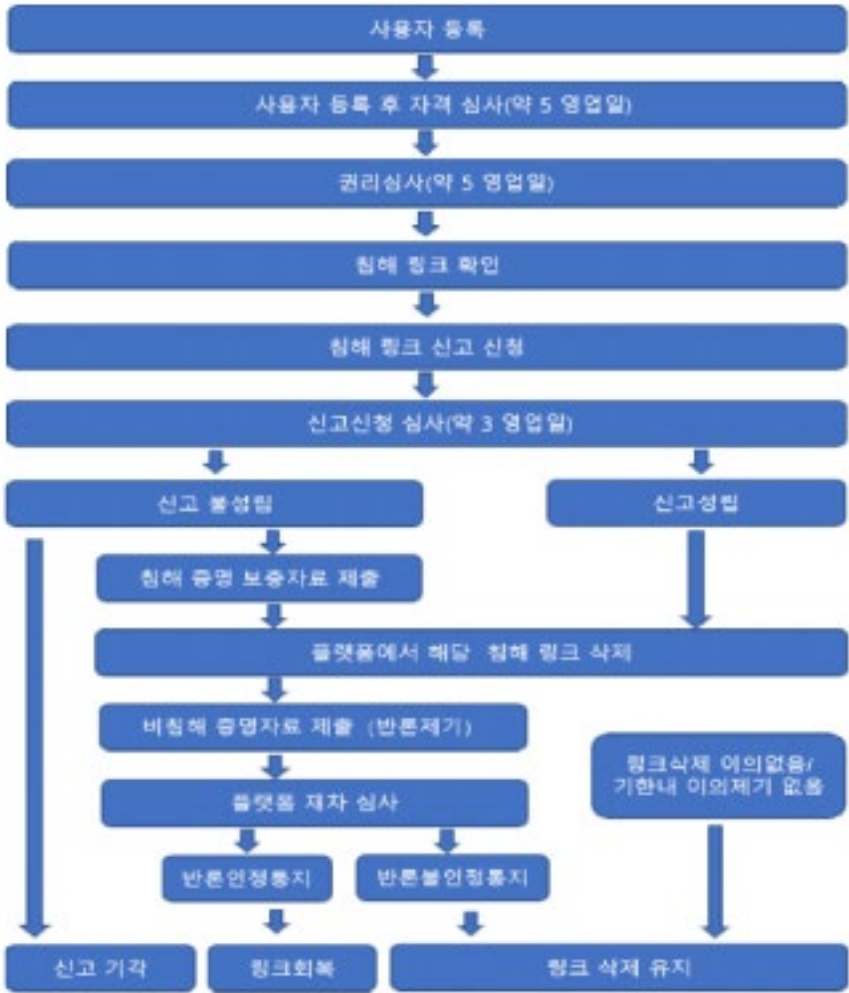 사용자 등록
사용자 등록 후 자격 심사(약 5 영업일)
권리심사(약 5 영업일)
침해 링크 확인
침해 링크 신고 신청
신고신청 심사(약 3 영업일)
신고 불성립
신고성립
침해 증명 보충자료 제출
플랫폼에서 해당 침해 링크 삭제
비침해 증명자료 제출 (반론제기)
링크삭제 이의없음/
기한내 이의제기 없음
플랫폼 재차 심사
반론인정통지
반론불인정통지
신고 기각
링크회복
링크 삭제 유지